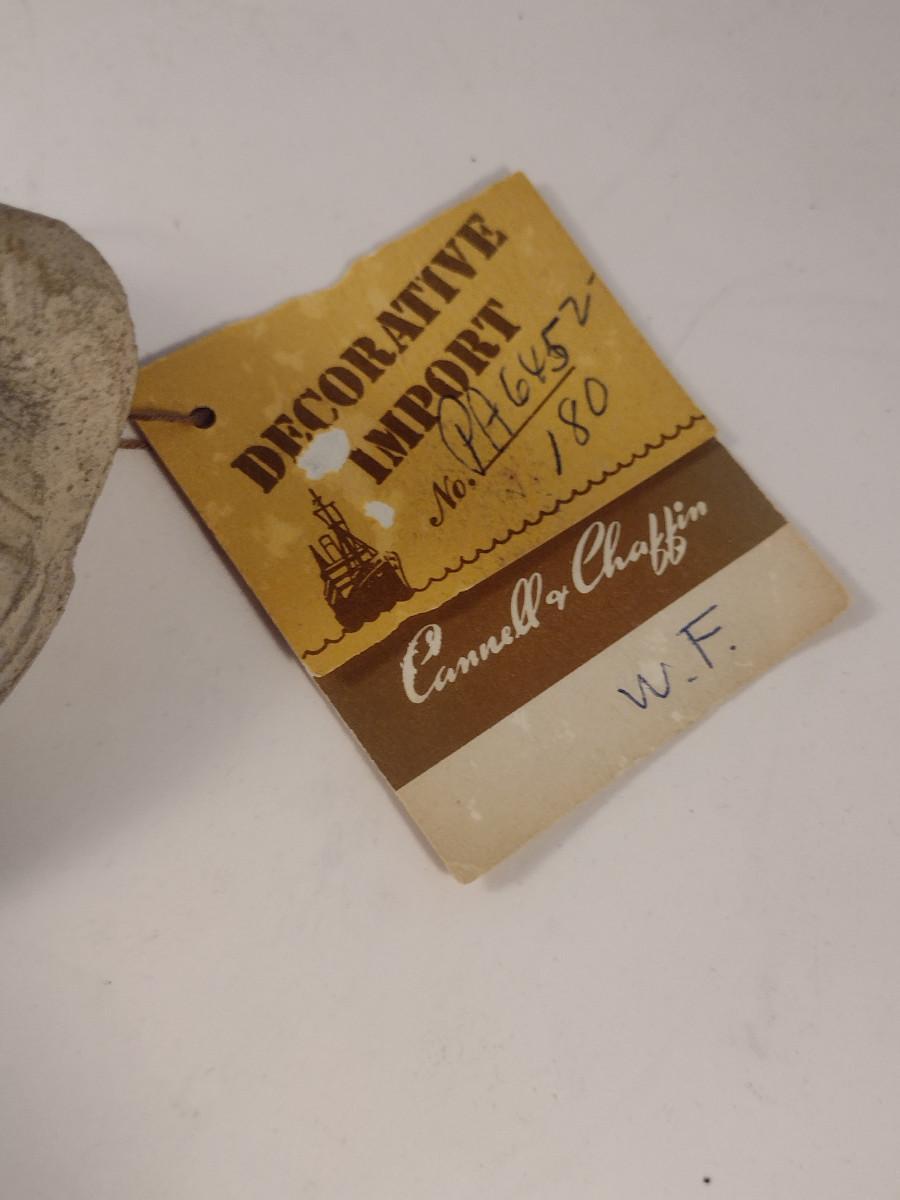 DECORATIVE
IMPORT
No. PA6452-
180
Cannell & Chaffin
W.F.